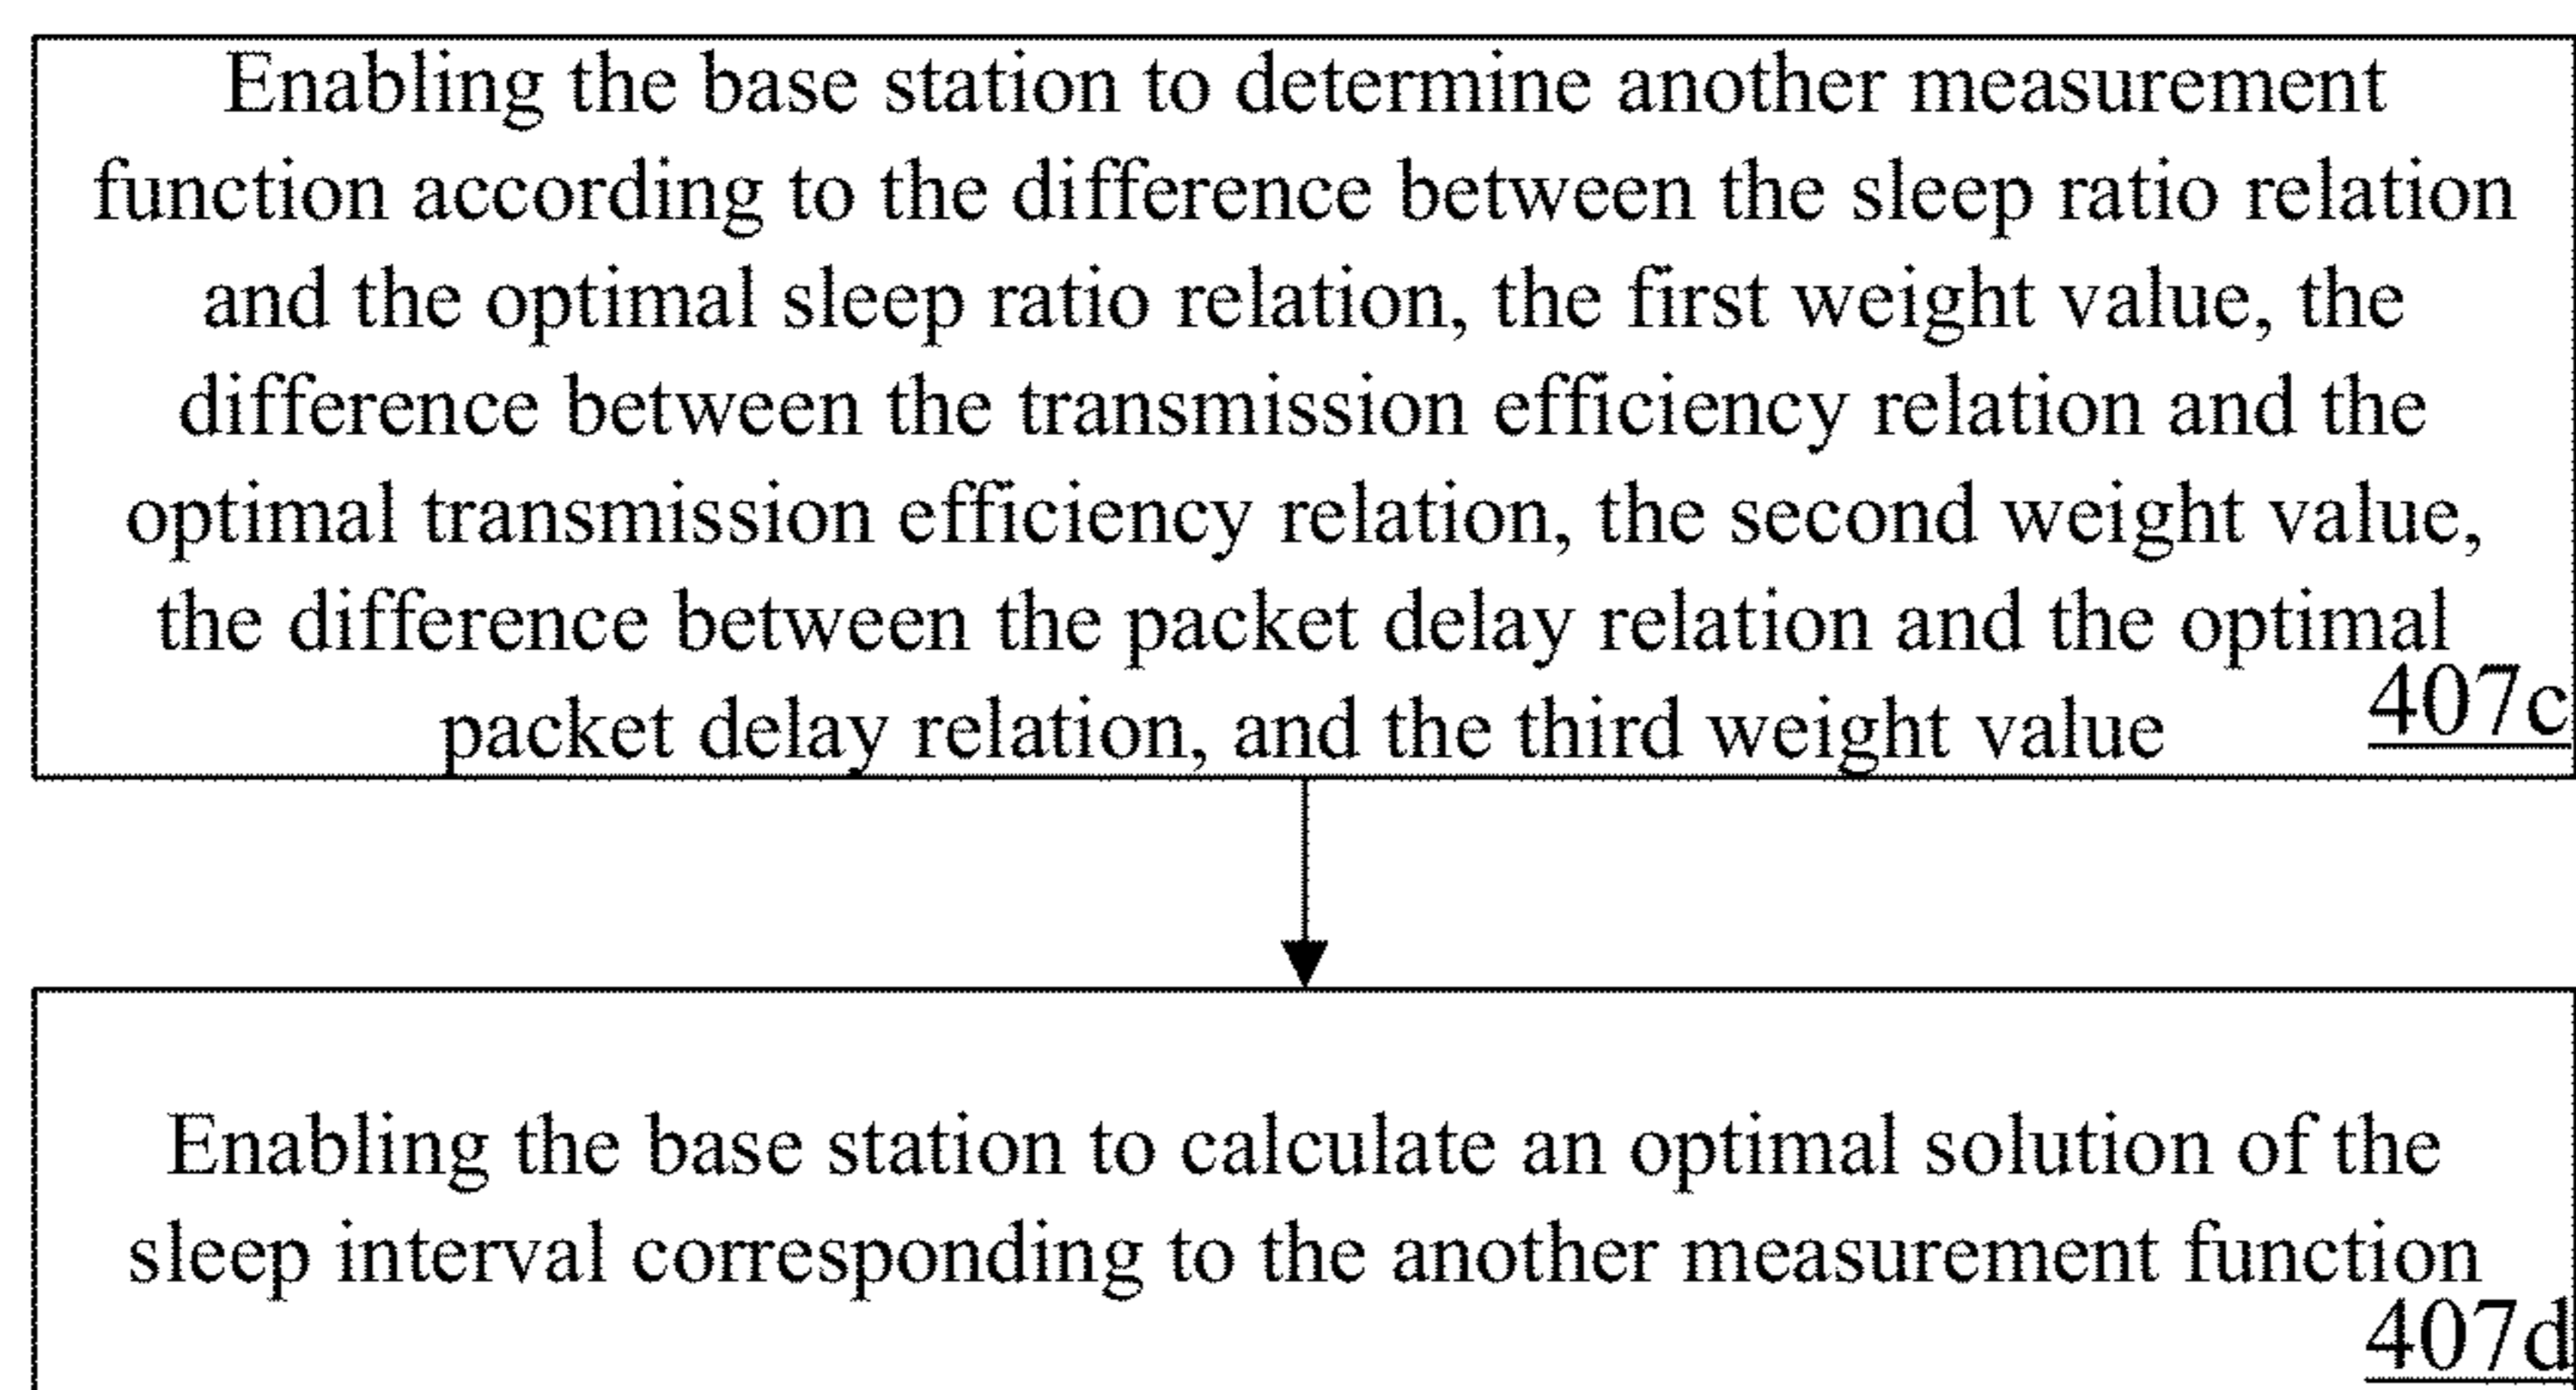 Enabling the base station to determine another measurement
function according to the difference between the sleep ratio relation
and the optimal sleep ratio relation, the first weight value, the
difference between the transmission efficiency relation and the
optimal transmission efficiency relation, the second weight value,
the difference between the packet delay relation and the optimal
packet delay relation, and the third weight value
407c
Enabling the base station to calculate an optimal solution of the
sleep interval corresponding to the another measurement function
407d